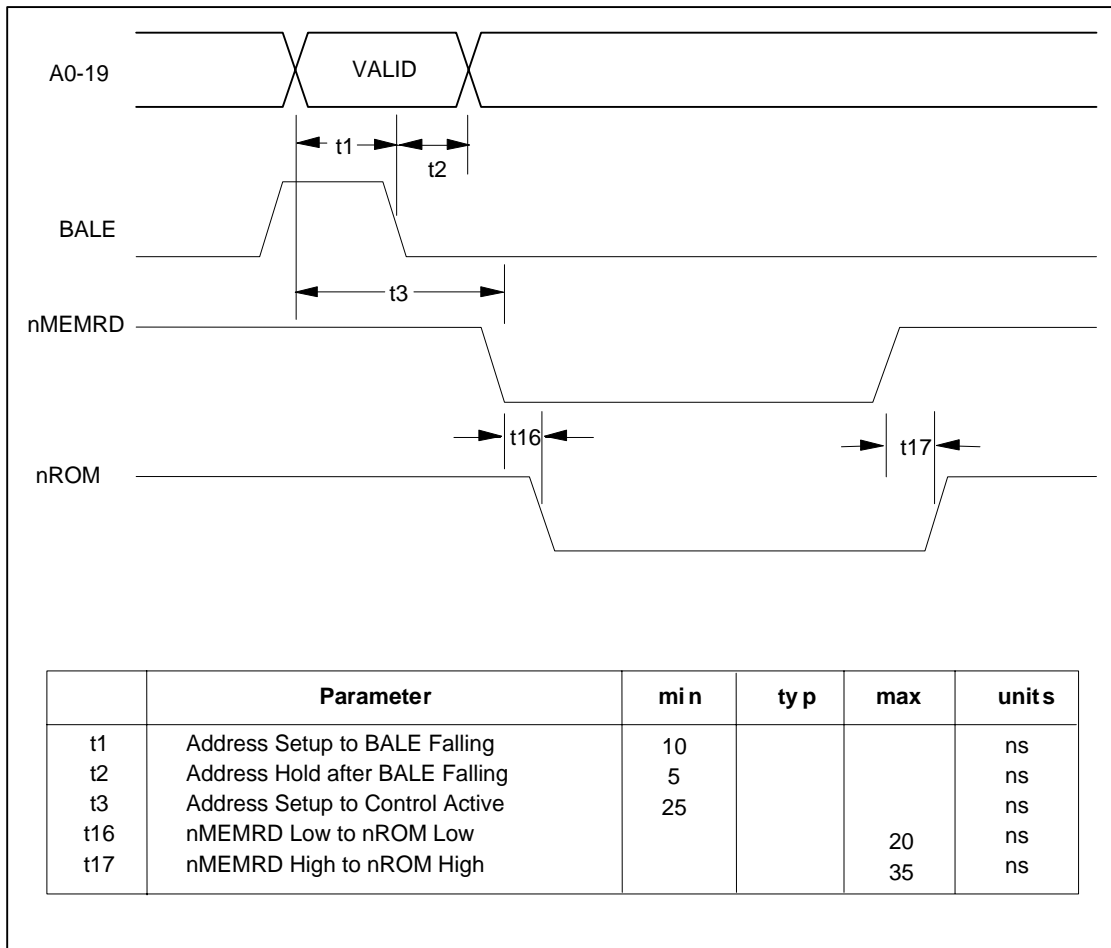 A0-19
VALID
t1
t2
BALE
t3
nMEMRD
t16
t17
nROM
Parameter min typ max units
t1 Address Setup to BALE Falling 10 ns
t2 Address Hold after BALE Falling 5 ns
t3 Address Setup to Control Active 25 ns
t16 nMEMRD Low to nROM Low 20 ns
t17 nMEMRD High to nROM High 35 ns